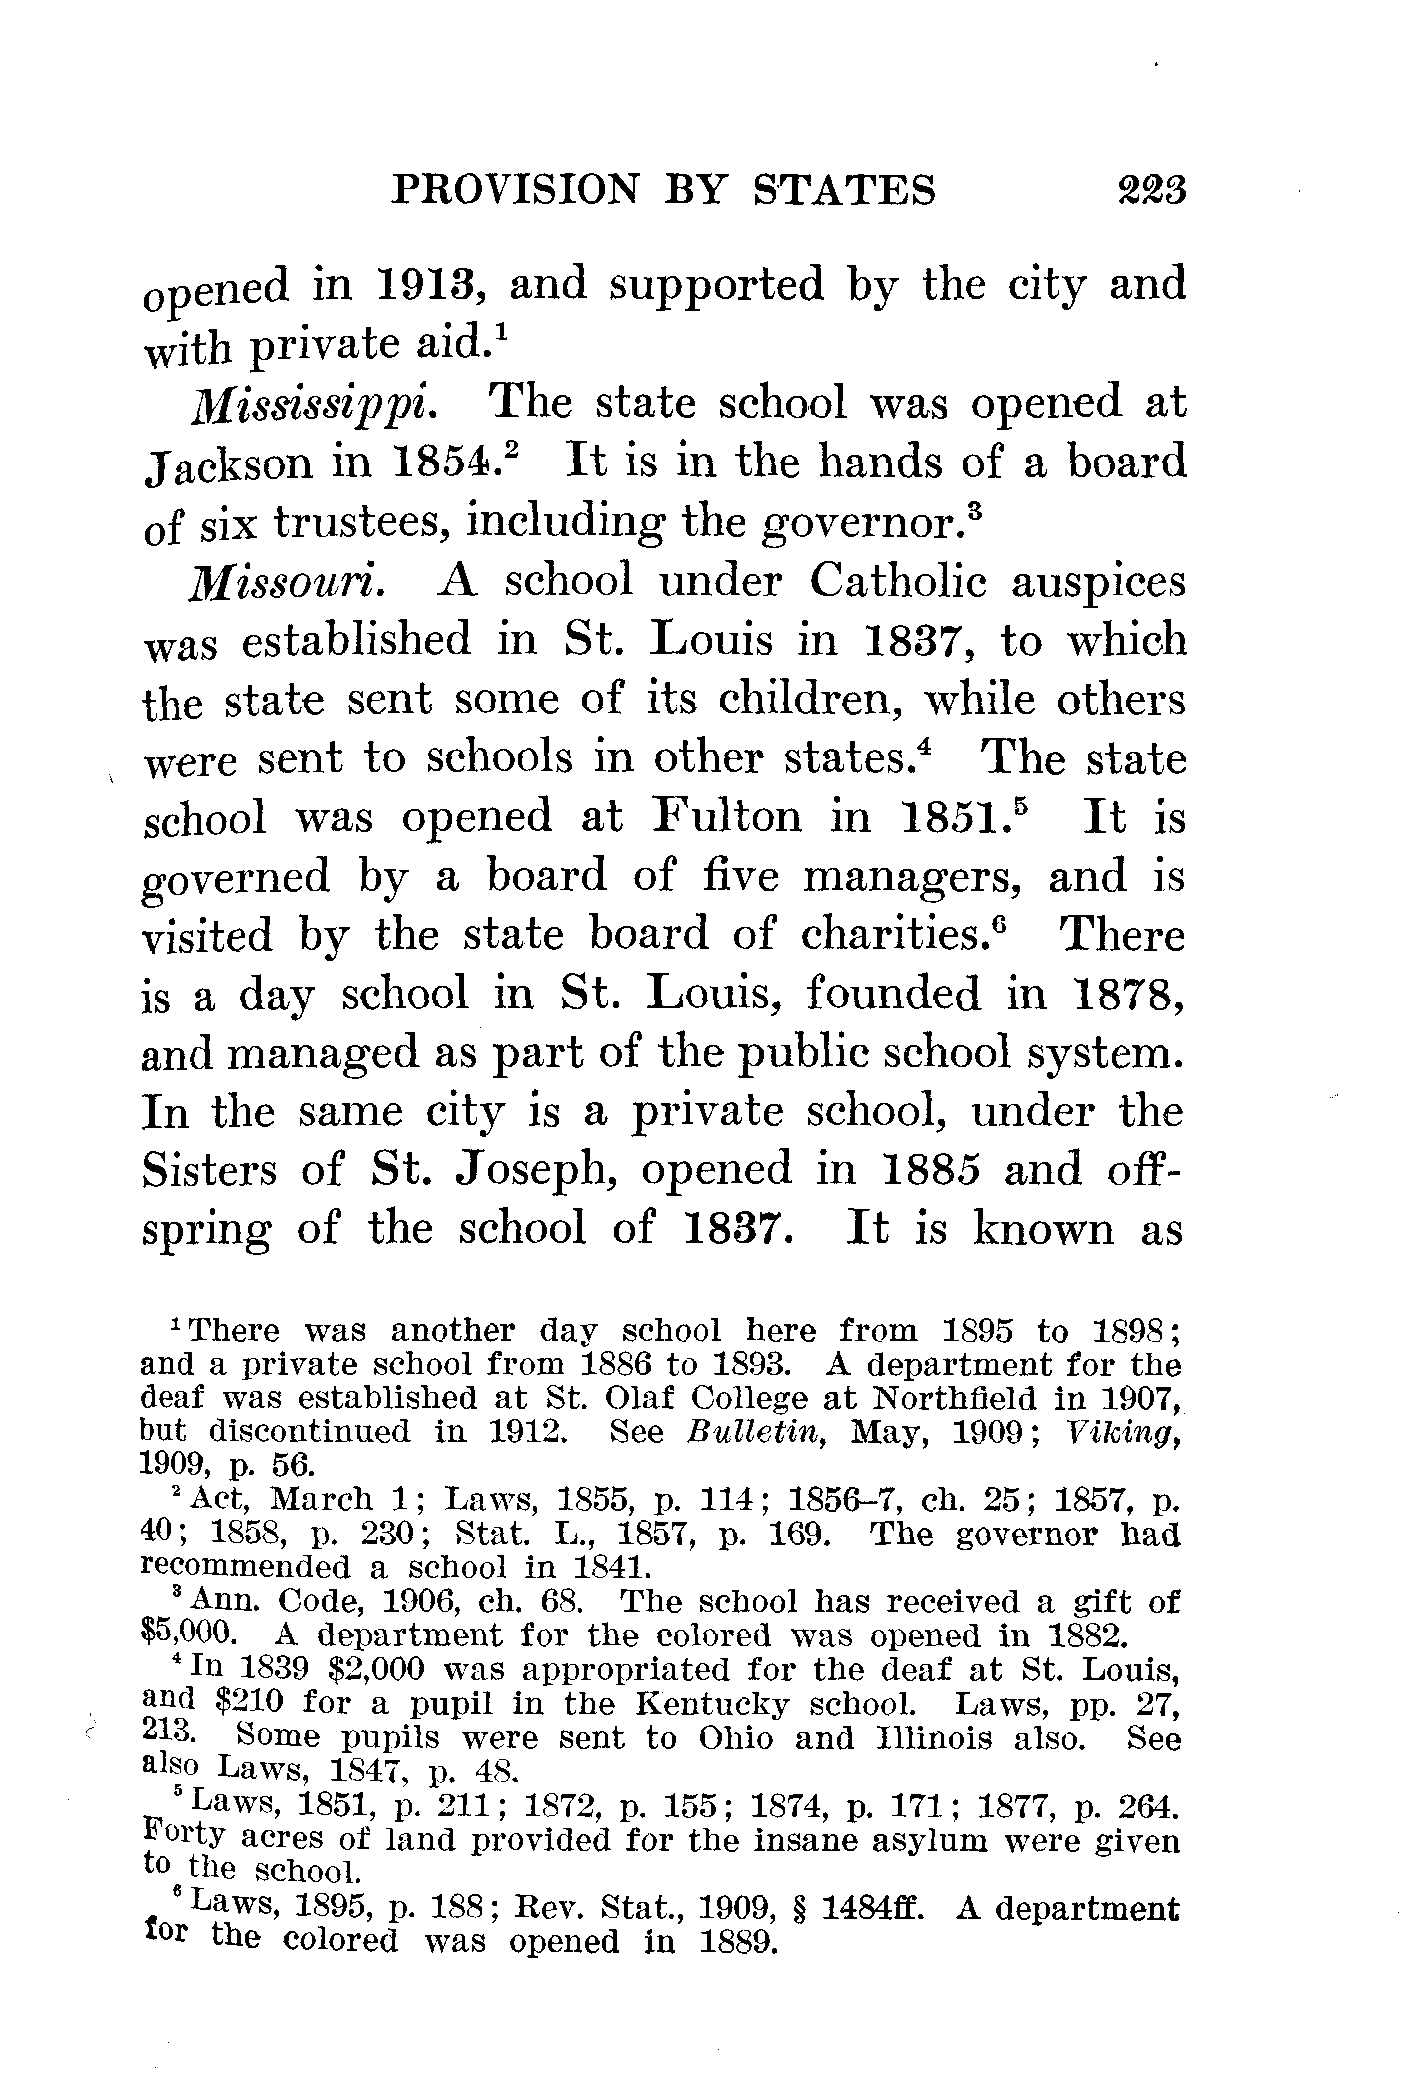 PROVISION BY STATES 223
opened in 1913, and supported by the city and
with private aid.¹
Mississippi. The state school was opened at
Jackson in 1854.² It is in the hands of a board
of six trustees, including the governor.³
Missouri. A school under Catholic auspices
was established in St. Louis in 1837, to which
the state sent some of its children, while others
were sent to schools in other states.⁴ The state
school was opened at Fulton in 1851.⁵ It is
governed by a board of five managers, and is
visited by the state board of charities.⁶ There
is a day school in St. Louis, founded in 1878,
and managed as part of the public school system.
In the same city is a private school, under the
Sisters of St. Joseph, opened in 1885 and off-
spring of the school of 1837. It is known as
¹ There was another day school here from 1895 to 1898;
and a private school from 1886 to 1893. A department for the
deaf was established at St. Olaf College at Northfield in 1907,
but discontinued in 1912. See Bulletin, May, 1909; Viking,
1909, p. 56.
² Act, March 1; Laws, 1855, p. 114; 1856–7, ch. 25; 1857, p.
40; 1858, p. 230; Stat. L., 1857, p. 169. The governor had
recommended a school in 1841.
³ Ann. Code, 1906, ch. 68. The school has received a gift of
$5,000. A department for the colored was opened in 1882.
⁴ In 1839 $2,000 was appropriated for the deaf at St. Louis,
and $210 for a pupil in the Kentucky school. Laws, pp. 27,
213. Some pupils were sent to Ohio and Illinois also. See
also Laws, 1847, p. 48.
⁵ Laws, 1851, p. 211; 1872, p. 155; 1874, p. 171; 1877, p. 264.
Forty acres of land provided for the insane asylum were given
to the school.
⁶ Laws, 1895, p. 188; Rev. Stat., 1909, § 1484ff. A department
for the colored was opened in 1889.